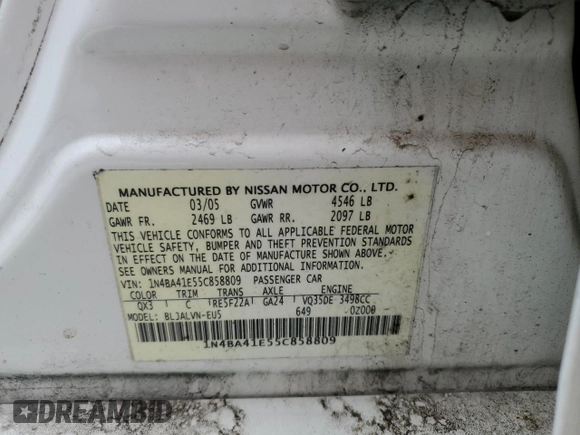 MANUFACTURED BY NISSAN MOTOR CO., LTD.
DATE 03/05 GVWR 4546 LB
GAWR FR. 2469 LB GAWR RR. 2097 LB
THIS VEHICLE CONFORMS TO ALL APPLICABLE FEDERAL MOTOR
VEHICLE SAFETY, BUMPER AND THEFT PREVENTION STANDARDS
IN EFFECT ON THE DATE OF MANUFACTURE SHOWN ABOVE.
SEE OWNERS MANUAL FOR ADDITIONAL INFORMATION.
VIN: 1N4BA41E55C858809 PASSENGER CAR
COLOR TRIM TRANS AXLE ENGINE
QX3 C RE5F22A GA24 VQ35DE 3498CC
MODEL: BLJALVN-EU5 649 0Z000
1N4BA41E55C858809
DREAMBID